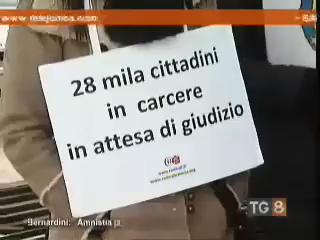 28 mila cittadini
in carcere
in attesa di giudizio
TG 8
Bernardini: Amnistia